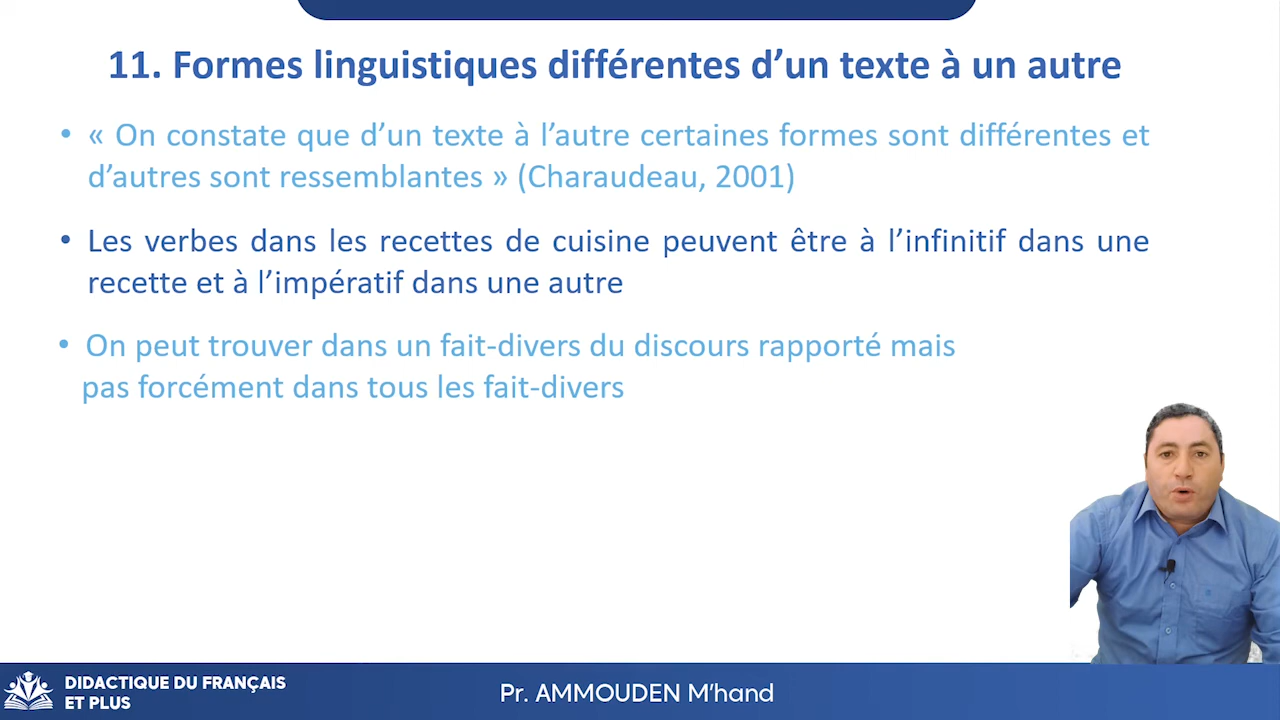 11. Formes linguistiques différentes d’un texte à un autre
• « On constate que d’un texte à l’autre certaines formes sont différentes et
d’autres sont ressemblantes » (Charaudeau, 2001)
• Les verbes dans les recettes de cuisine peuvent être à l’infinitif dans une
recette et à l’impératif dans une autre
• On peut trouver dans un fait-divers du discours rapporté mais
pas forcément dans tous les fait-divers
DIDACTIQUE DU FRANÇAIS
ET PLUS
Pr. AMMOUDEN M’hand